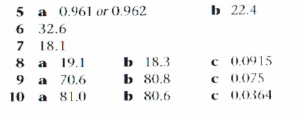 5 a 0.961 or 0.962 b 22.4
6 32.6
7 18.1
8 a 19.1 b 18.3 c 0.0915
9 a 70.6 b 80.8 c 0.075
10 a 81.0 b 80.6 c 0.0364